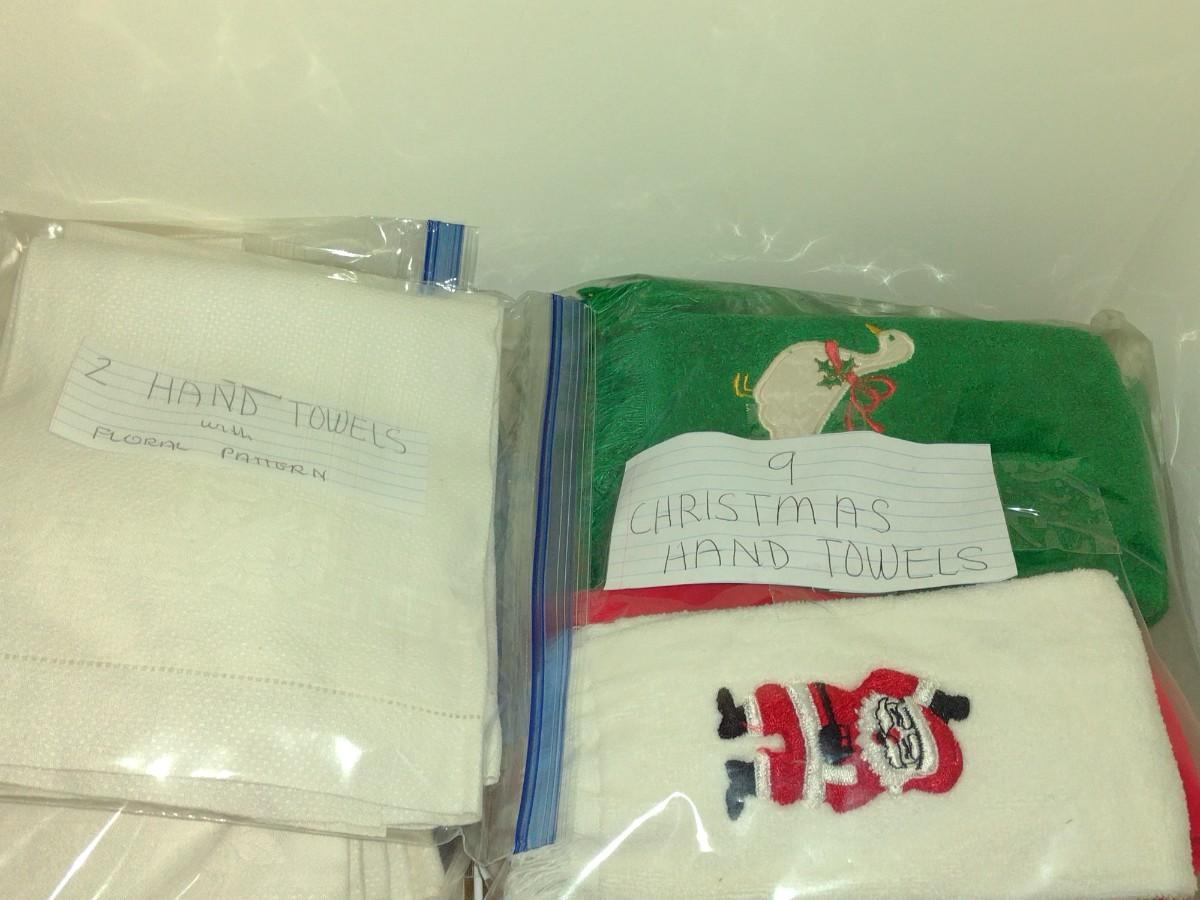 2 HAND TOWELS
with
FLORAL PATTERN
9
CHRISTMAS
HAND TOWELS